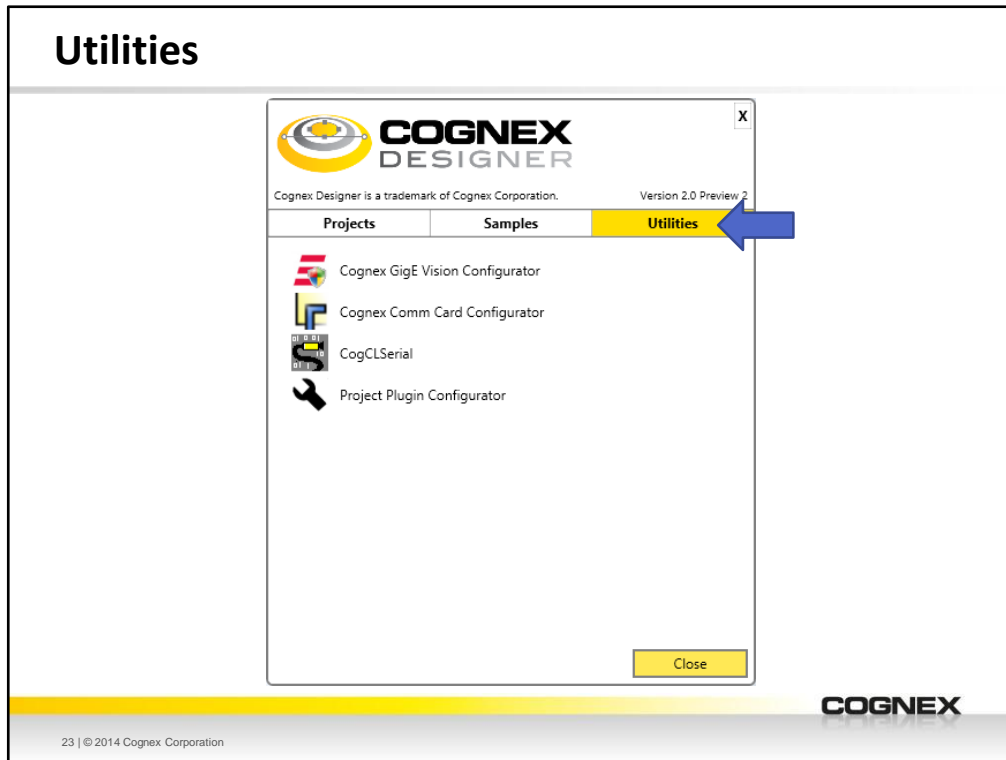 Utilities
COGNEX
DESIGNER
X
Cognex Designer is a trademark of Cognex Corporation. Version 2.0 Preview 2
Projects Samples Utilities
Cognex GigE Vision Configurator
Cognex Comm Card Configurator
CogCLSerial
Project Plugin Configurator
Close
COGNEX
23 | © 2014 Cognex Corporation